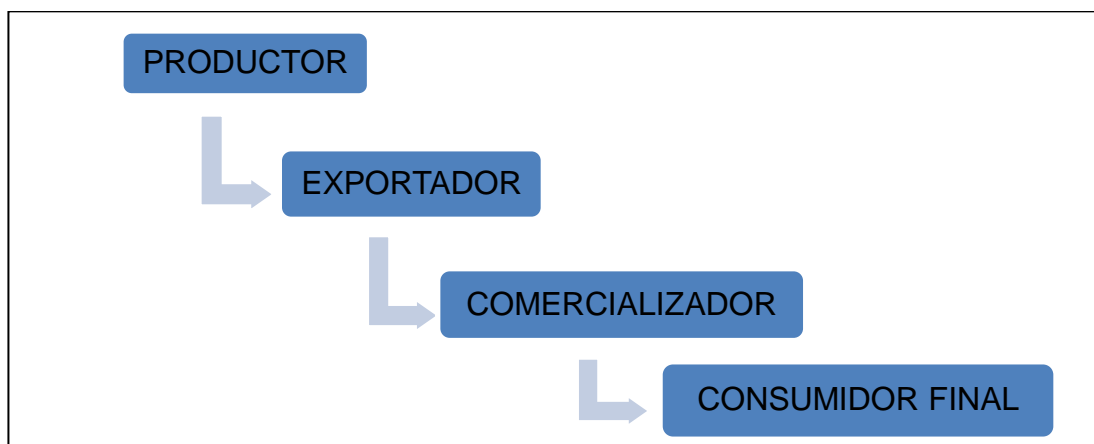 PRODUCTOR
EXPORTADOR
COMERCIALIZADOR
CONSUMIDOR FINAL